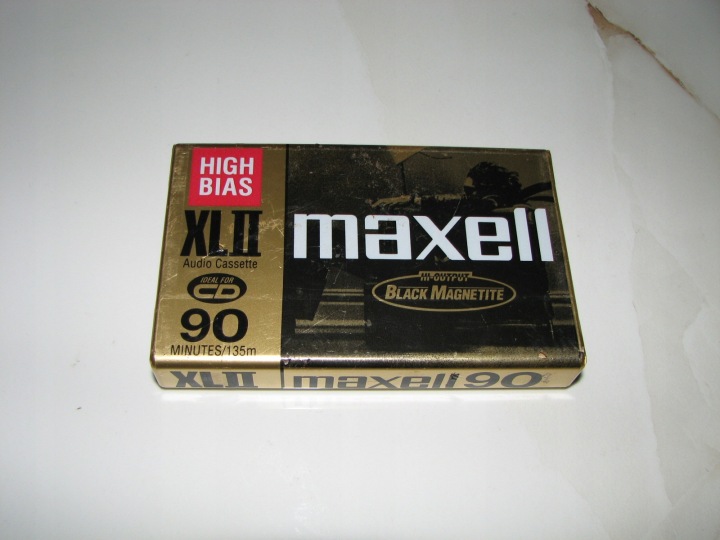 HIGH
BIAS
XLII
Audio Cassette
IDEAL FOR
CD
90
MINUTES/135m
maxell
HI-OUTPUT
BLACK MAGNETITE
XLII maxell 90